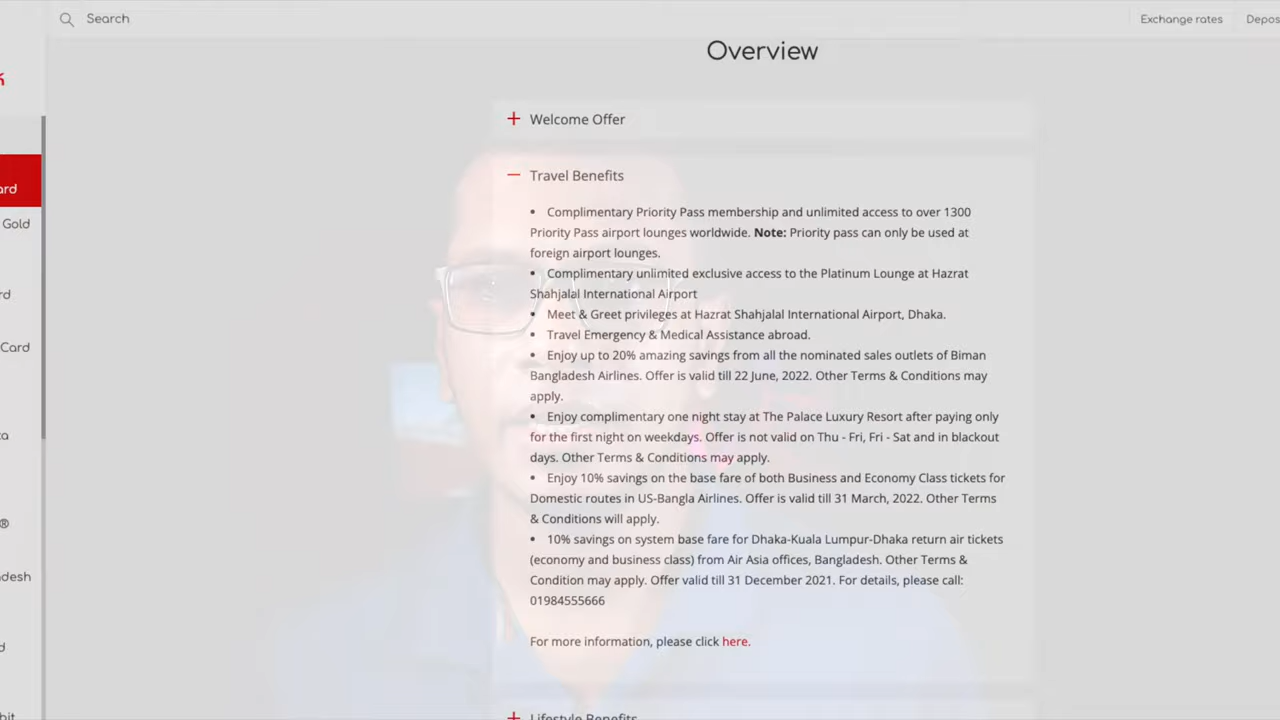 Search
Exchange rates
Depos
Overview
Welcome Offer
Travel Benefits
• Complimentary Priority Pass membership and unlimited access to over 1300
Priority Pass airport lounges worldwide. Note: Priority pass can only be used at
foreign airport lounges.
• Complimentary unlimited exclusive access to the Platinum Lounge at Hazrat
Shahjalal International Airport
• Meet & Greet privileges at Hazrat Shahjalal International Airport, Dhaka.
• Travel Emergency & Medical Assistance abroad.
• Enjoy up to 20% amazing savings from all the nominated sales outlets of Biman
Bangladesh Airlines. Offer is valid till 22 June, 2022. Other Terms & Conditions may
apply.
• Enjoy complimentary one night stay at The Palace Luxury Resort after paying only
for the first night on weekdays. Offer is not valid on Thu - Fri, Fri - Sat and in blackout
days. Other Terms & Conditions may apply.
• Enjoy 10% savings on the base fare of both Business and Economy Class tickets for
Domestic routes in US-Bangla Airlines. Offer is valid till 31 March, 2022. Other Terms
& Conditions will apply.
• 10% savings on system base fare for Dhaka-Kuala Lumpur-Dhaka return air tickets
(economy and business class) from Air Asia offices, Bangladesh. Other Terms &
Condition may apply. Offer valid till 31 December 2021. For details, please call:
01984555666
For more information, please click here.
Lifestyle Benefits
ard
Gold
rd
Card
za
®
adesh
d
bit